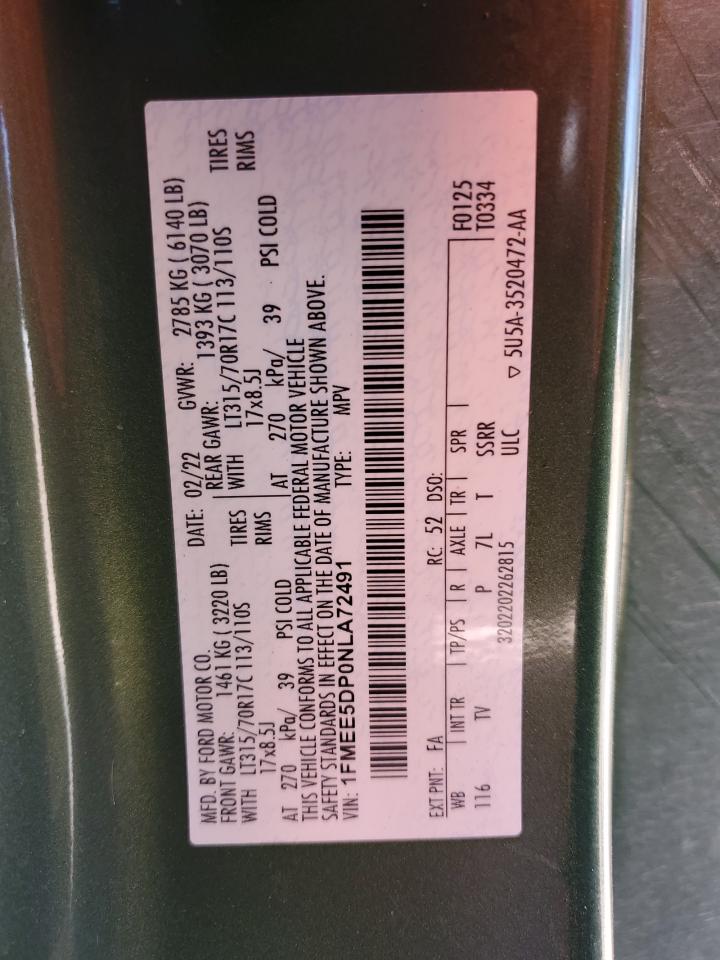 MFD. BY FORD MOTOR CO. DATE: 02/22 GVWR: 2785 KG ( 6140 LB)
FRONT GAWR: 1461 KG ( 3220 LB) REAR GAWR: 1393 KG ( 3070 LB)
WITH LT315/70R17C 113/110S TIRES WITH LT315/70R17C 113/110S TIRES
17x8.5J RIMS 17x8.5J RIMS
AT 270 kPa/ 39 PSI COLD AT 270 kPa/ 39 PSI COLD
THIS VEHICLE CONFORMS TO ALL APPLICABLE FEDERAL MOTOR VEHICLE
SAFETY STANDARDS IN EFFECT ON THE DATE OF MANUFACTURE SHOWN ABOVE.
VIN: 1FMEE5DP0NLA72491 TYPE: MPV
EXT PNT: FA RC: 52 DSO: F0125
WB INT TR TP/PS R AXLE TR SPR T0334
116 TV P 7L T SSRR
3202202262815 ULC ▽ 5U5A-3520472-AA